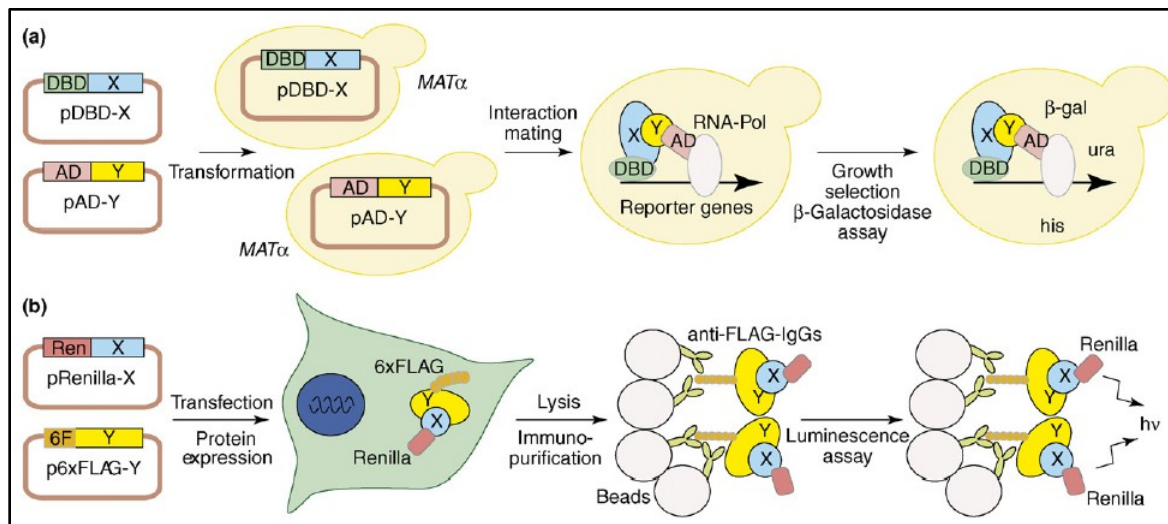 (a)
DBD X
pDBD-X
AD Y
pAD-Y
Transformation
DBD X
pDBD-X
MATα
AD Y
pAD-Y
MATα
Interaction
mating
X Y AD RNA-Pol
DBD
Reporter genes
Growth
selection
β-Galactosidase
assay
β-gal
X Y AD
ura
DBD
his
(b)
Ren X
pRenilla-X
6F Y
p6xFLAG-Y
Transfection
Protein
expression
6xFLAG
Y
X
Renilla
Lysis
Immuno-
purification
anti-FLAG-IgGs
X
Y
Y
X
Beads
Luminescence
assay
Renilla
X
Y
hν
Y
X
Renilla